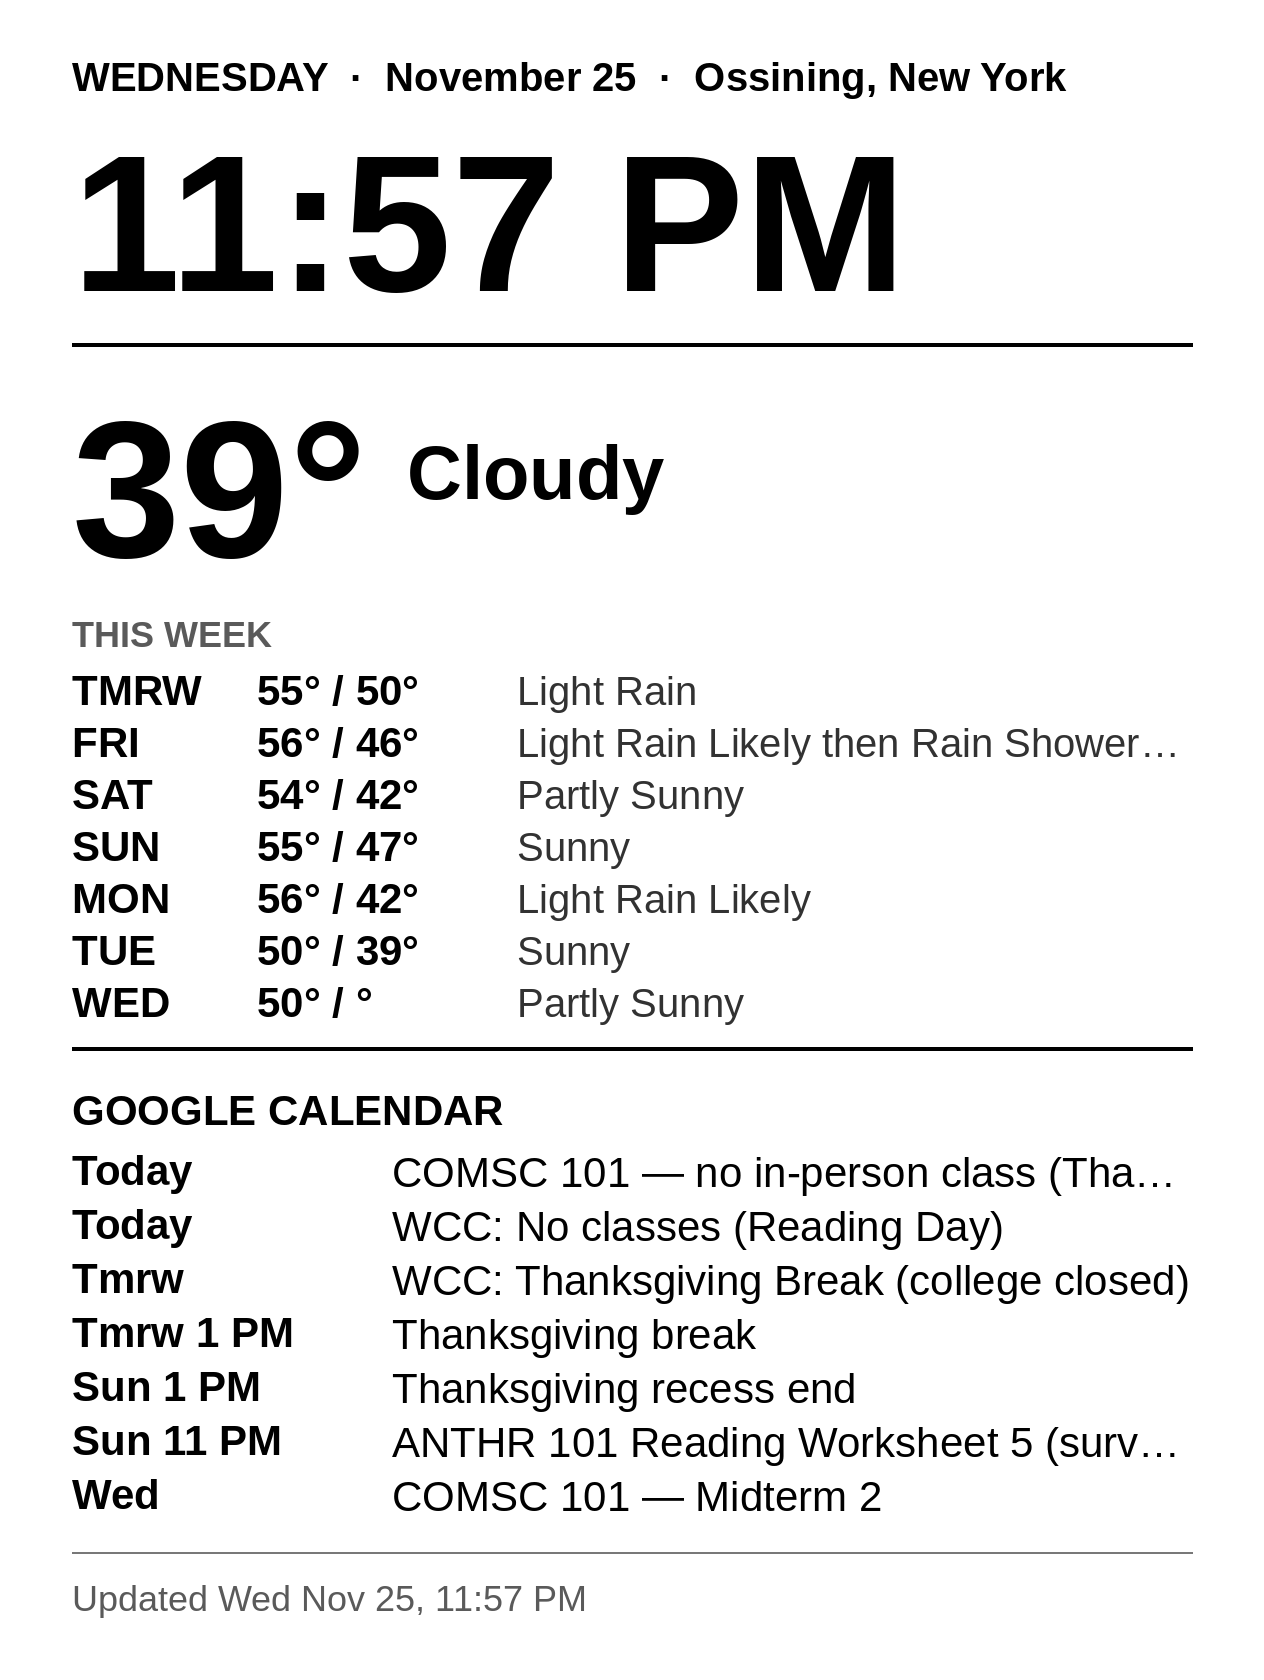 WEDNESDAY · November 25 · Ossining, New York
11:57 PM
39° Cloudy
THIS WEEK
TMRW 55° / 50° Light Rain
FRI 56° / 46° Light Rain Likely then Rain Shower…
SAT 54° / 42° Partly Sunny
SUN 55° / 47° Sunny
MON 56° / 42° Light Rain Likely
TUE 50° / 39° Sunny
WED 50° / ° Partly Sunny
GOOGLE CALENDAR
Today COMSC 101 — no in-person class (Tha…
Today WCC: No classes (Reading Day)
Tmrw WCC: Thanksgiving Break (college closed)
Tmrw 1 PM Thanksgiving break
Sun 1 PM Thanksgiving recess end
Sun 11 PM ANTHR 101 Reading Worksheet 5 (surv…
Wed COMSC 101 — Midterm 2
Updated Wed Nov 25, 11:57 PM